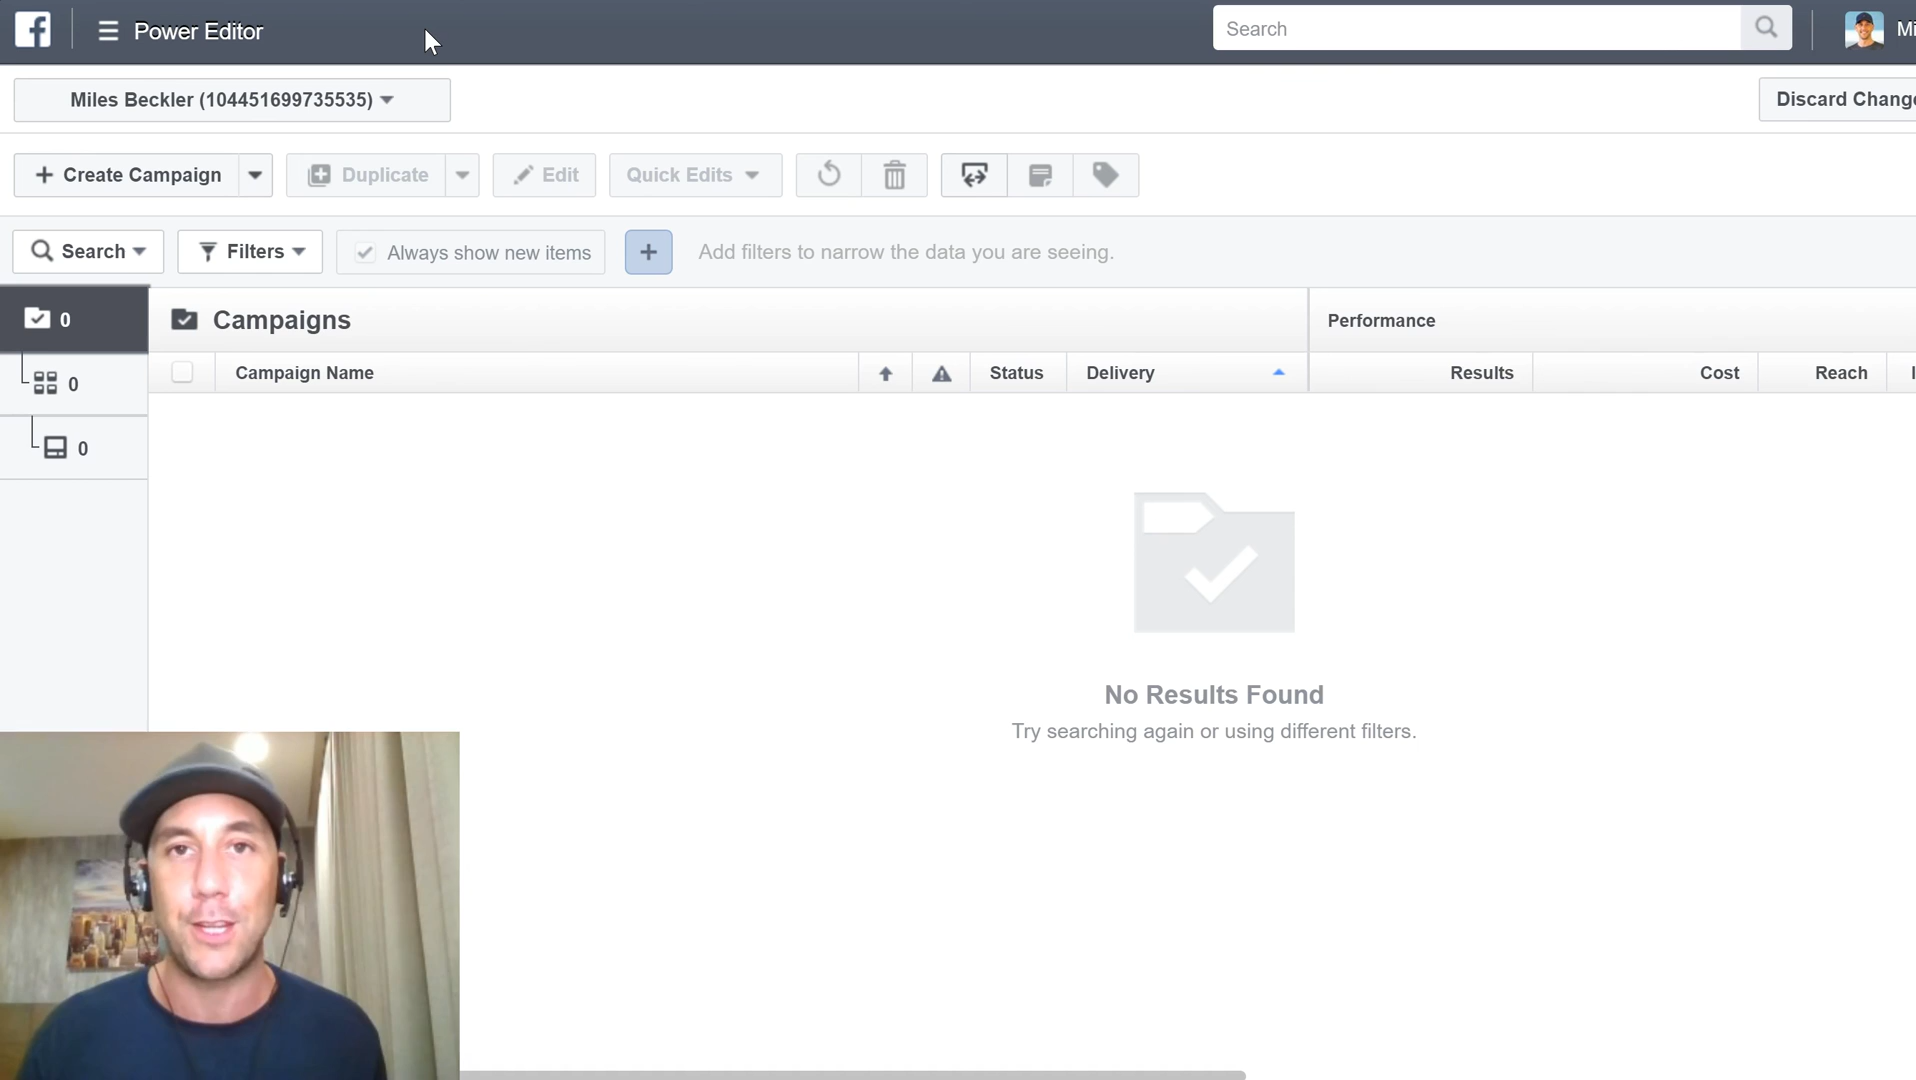 Power Editor
Search
Mi
Miles Beckler (104451699735535)
Discard Change
+ Create Campaign
Duplicate
Edit
Quick Edits
Search
Filters
Always show new items
+
Add filters to narrow the data you are seeing.
0
Campaigns
Performance
0
Campaign Name
Status
Delivery
Results
Cost
Reach
0
No Results Found
Try searching again or using different filters.